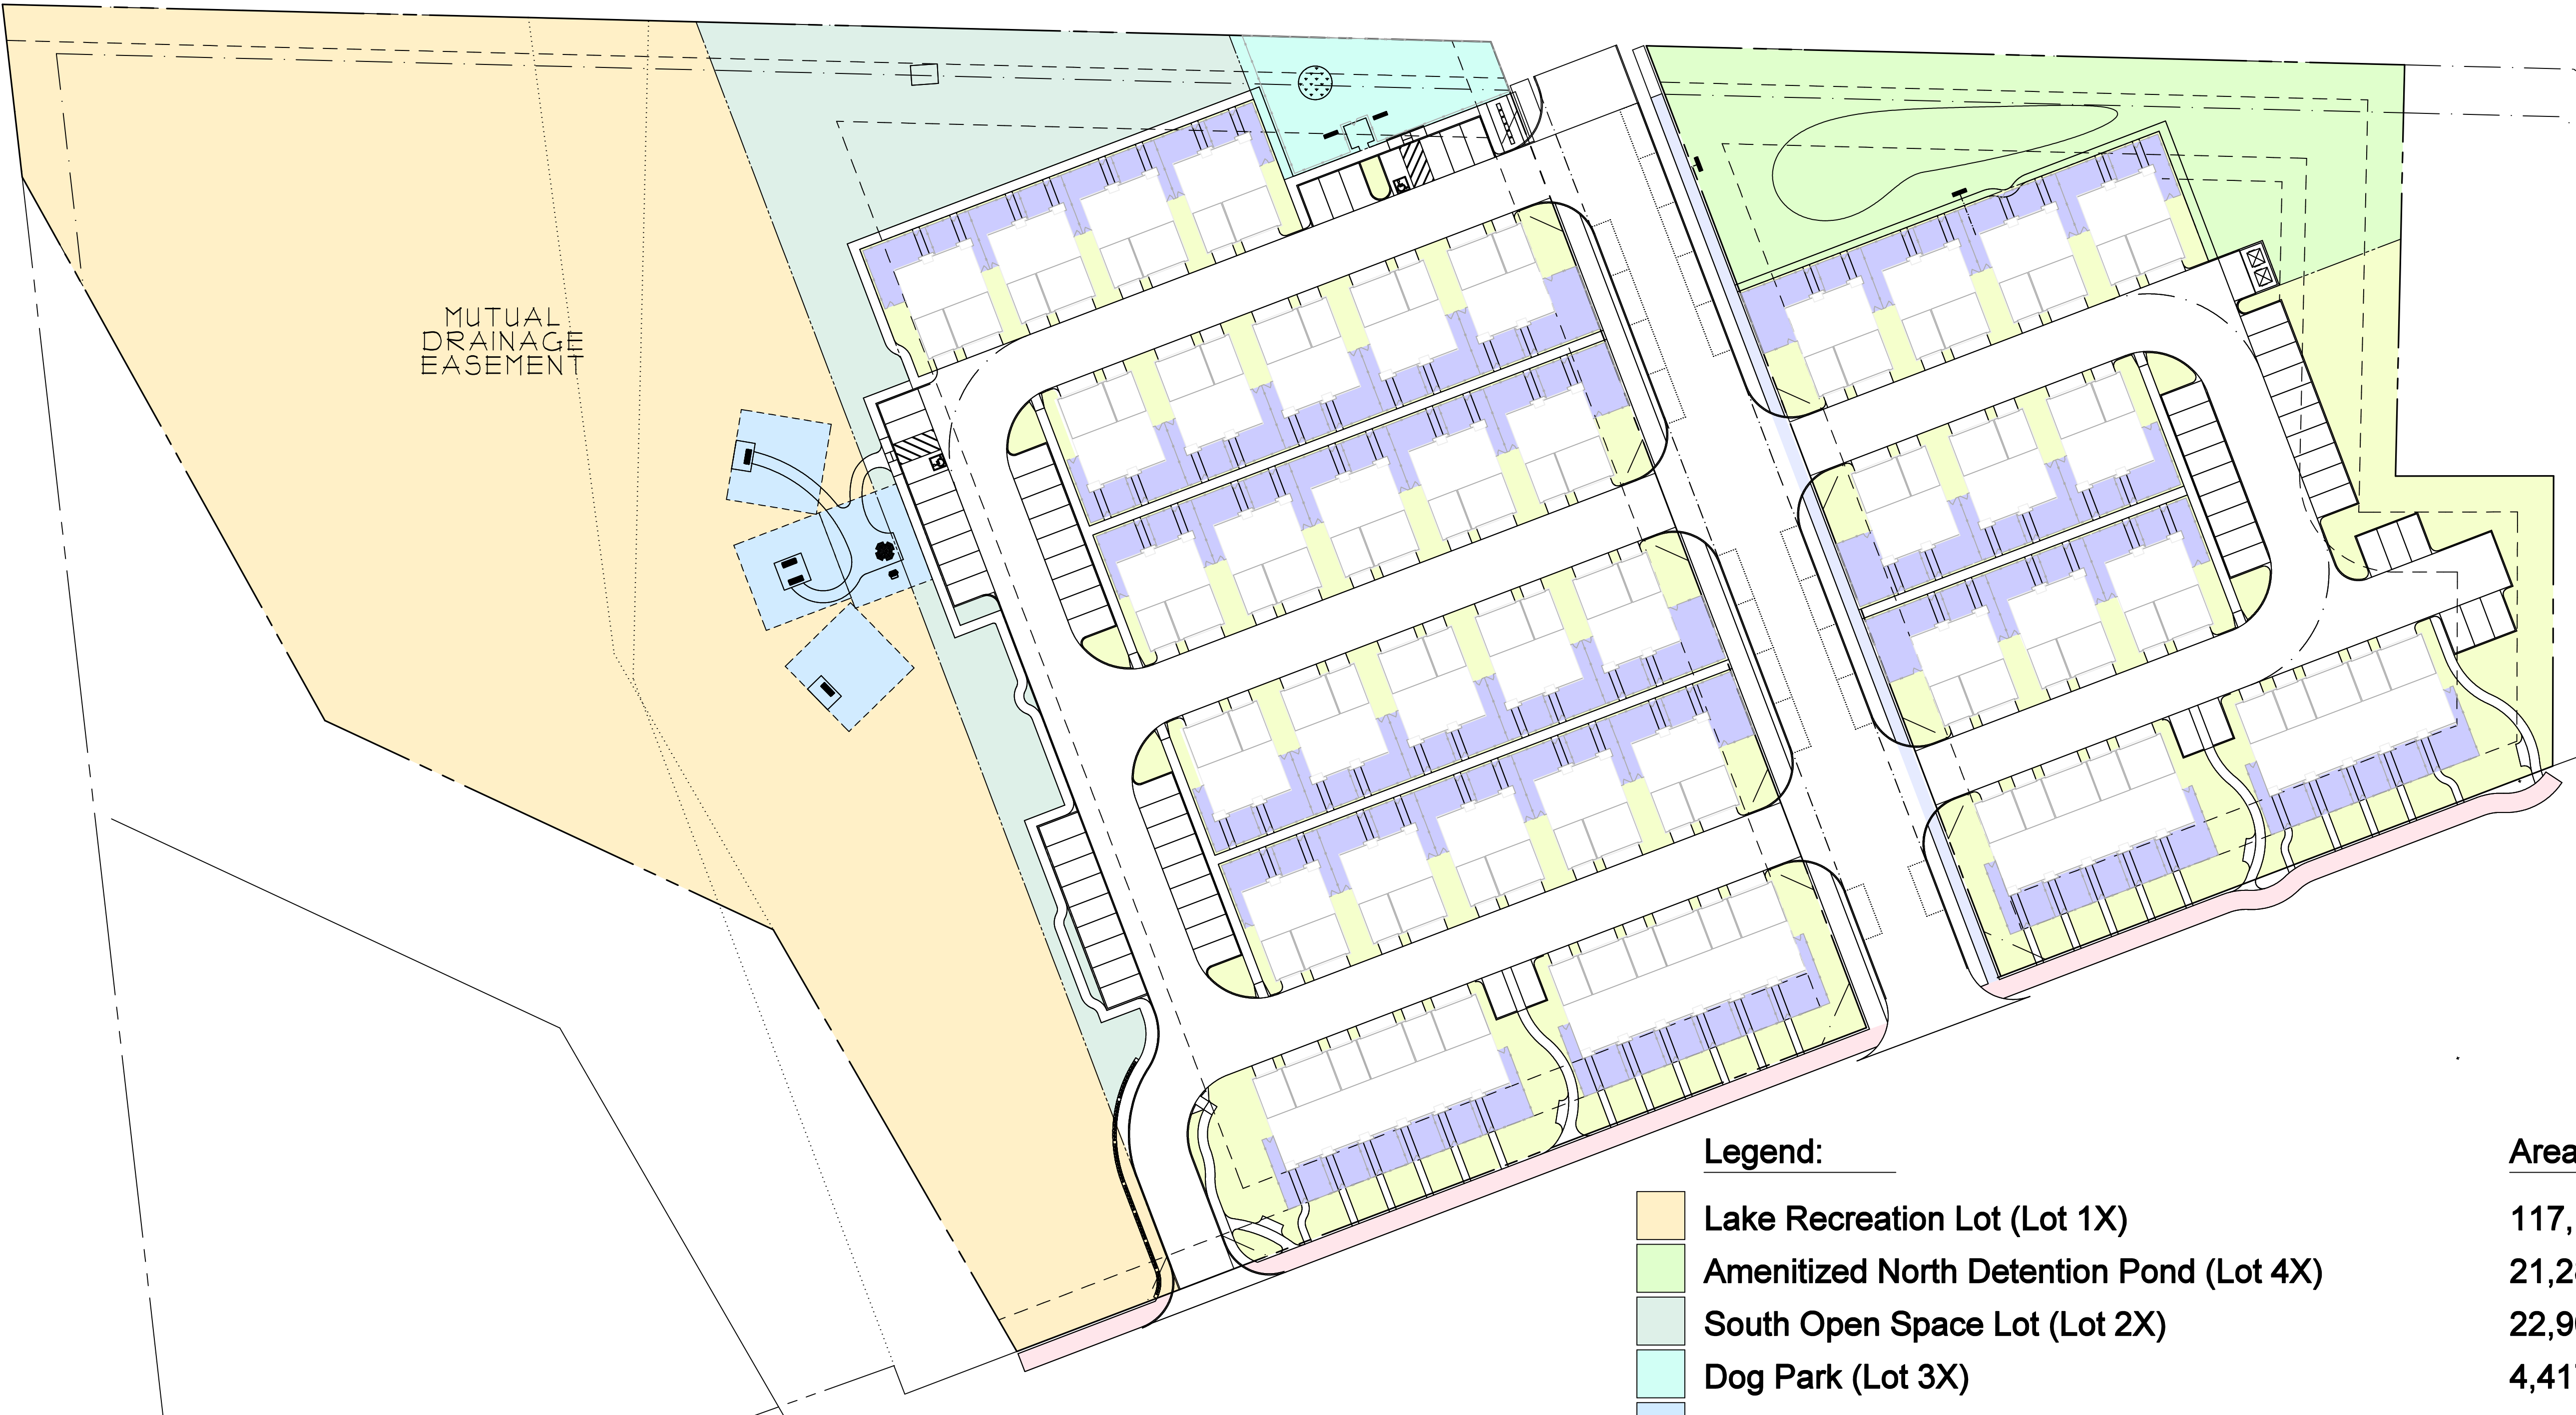 MUTUAL
DRAINAGE
EASEMENT
Legend:
Area
Lake Recreation Lot (Lot 1X) 117,
Amenitized North Detention Pond (Lot 4X) 21,2
South Open Space Lot (Lot 2X) 22,9
Dog Park (Lot 3X) 4,41